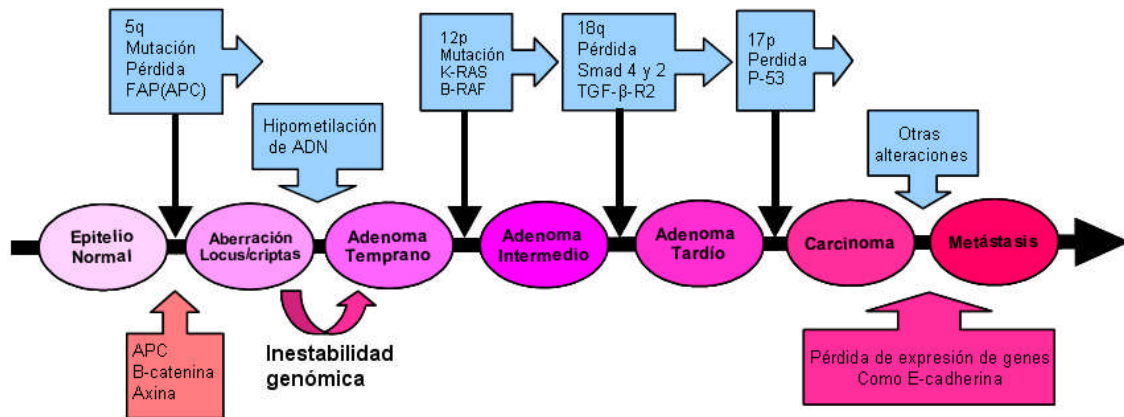 5q
Mutación
Pérdida
FAP(APC)
12p
Mutación
K-RAS
B-RAF
18q
Pérdida
Smad 4 y 2
TGF-β-R2
17p
Perdida
P-53
Hipometilación
de ADN
Otras
alteraciones
Epitelio
Normal
Aberración
Locus/criptas
Adenoma
Temprano
Adenoma
Intermedio
Adenoma
Tardío
Carcinoma
Metástasis
APC
B-catenina
Axina
Inestabilidad
genómica
Pérdida de expresión de genes
Como E-cadherina